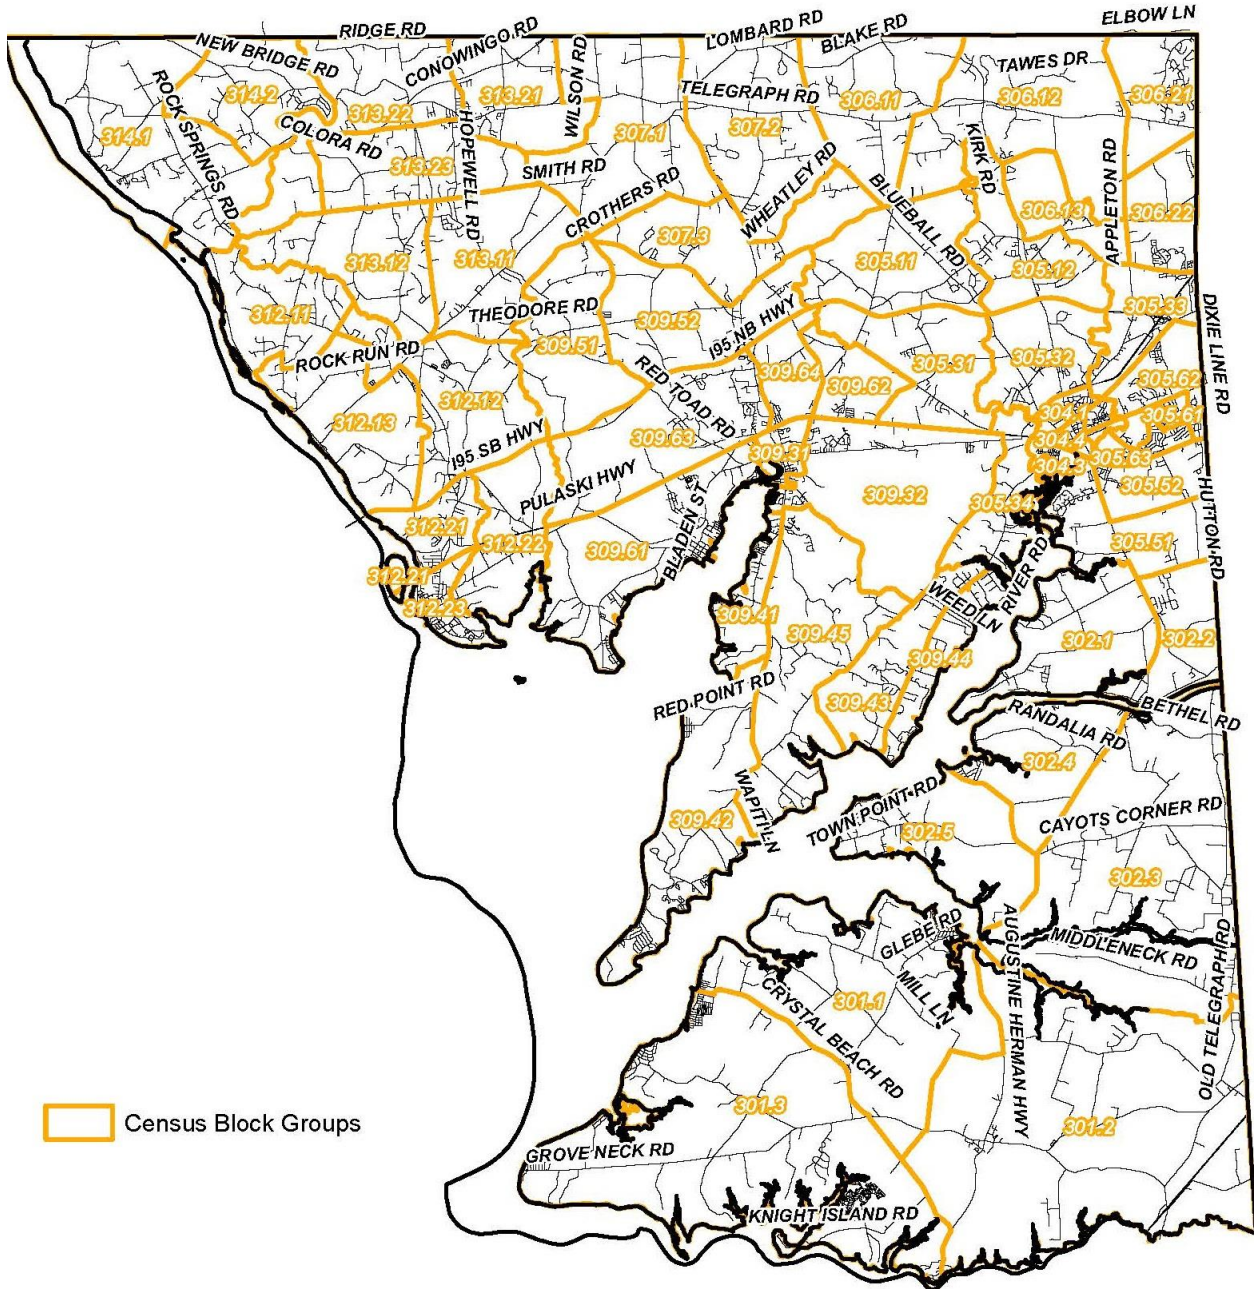 ELBOW LN
RIDGE RD
CONOWINGO RD
LOMBARD RD
BLAKE RD
NEW BRIDGE RD
WILSON RD
TAWES DR
ROCK SPRINGS RD
314.2
313.22
313.21
TELEGRAPH RD
306.11
306.12
306.21
314.1
COLORA RD
HOPEWELL RD
307.1
307.2
KIRK RD
313.23
SMITH RD
APPLETON RD
CROTHERS RD
WHEATLEY RD
BLUEBALL RD
306.13
306.22
307.3
313.12
313.11
305.11
305.12
312.11
THEODORE RD
309.52
I95 NB HWY
305.33
DIXIE LINE RD
ROCK RUN RD
309.51
RED TOAD RD
309.64
309.62
305.31
305.32
305.62
312.12
304.1
305.61
312.13
I95 SB HWY
309.63
309.31
304.4
305.63
304.3
PULASKI HWY
309.32
305.34
305.52
HUTTON RD
312.21
312.22
309.61
BLADEN ST
305.51
312.21
RIVER RD
312.23
309.41
WEED LN
309.45
309.44
302.1
302.2
RED POINT RD
309.43
BETHEL RD
RANDALIA RD
302.4
WAPITI LN
TOWN POINT RD
309.42
302.5
CAYOTS CORNER RD
302.3
GLEBE RD
AUGUSTINE HERMAN HWY
MIDDLENECK RD
OLD TELEGRAPH RD
CRYSTAL BEACH RD
301.1
MILL LN
301.3
Census Block Groups
301.2
GROVE NECK RD
KNIGHT ISLAND RD